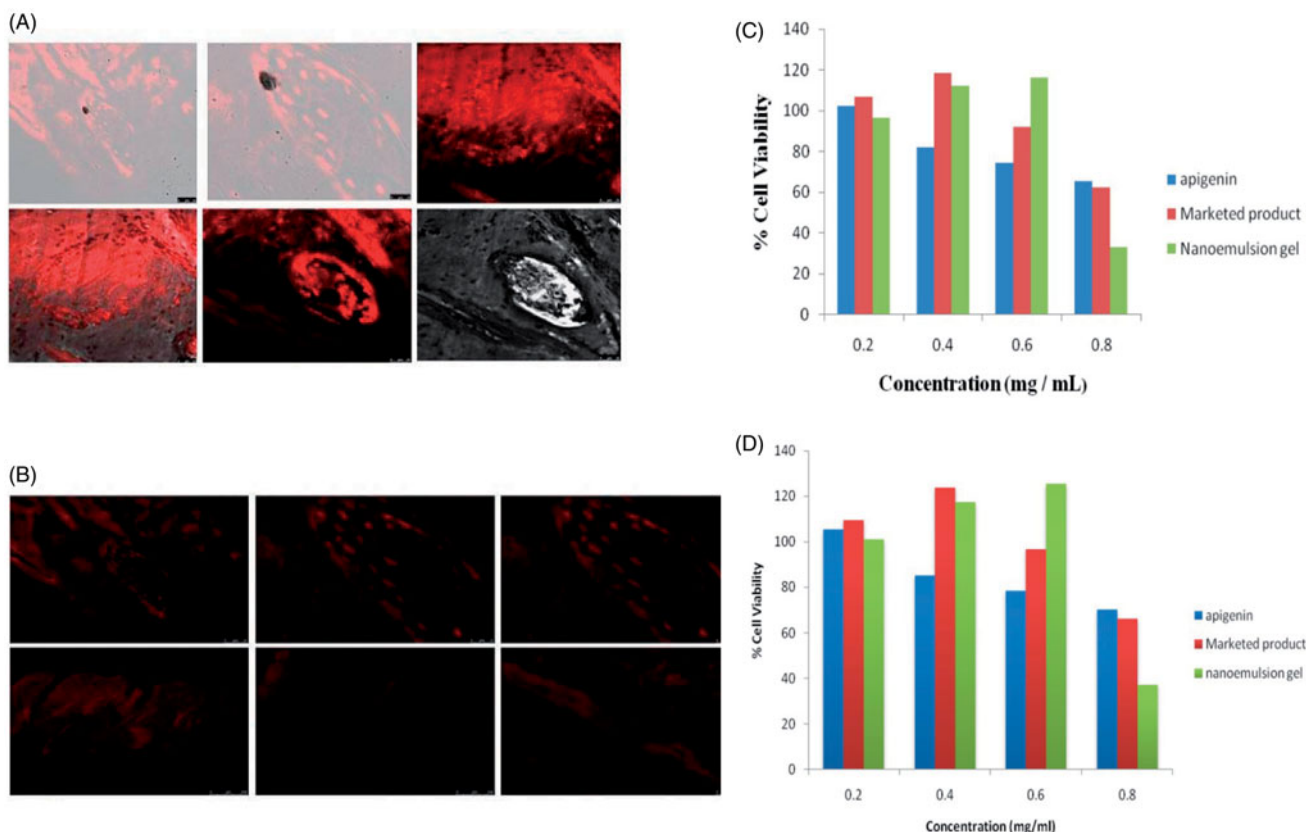 (A)
(B)
(C)
140
120
100
80
60
40
20
0
% Cell Viability
0.2 0.4 0.6 0.8
Concentration (mg / mL)
apigenin
Marketed product
Nanoemulsion gel
(D)
140
120
100
80
60
40
20
0
% Cell Viability
0.2 0.4 0.6 0.8
Concentration (mg/ml)
apigenin
Marketed product
nanoemulsion gel